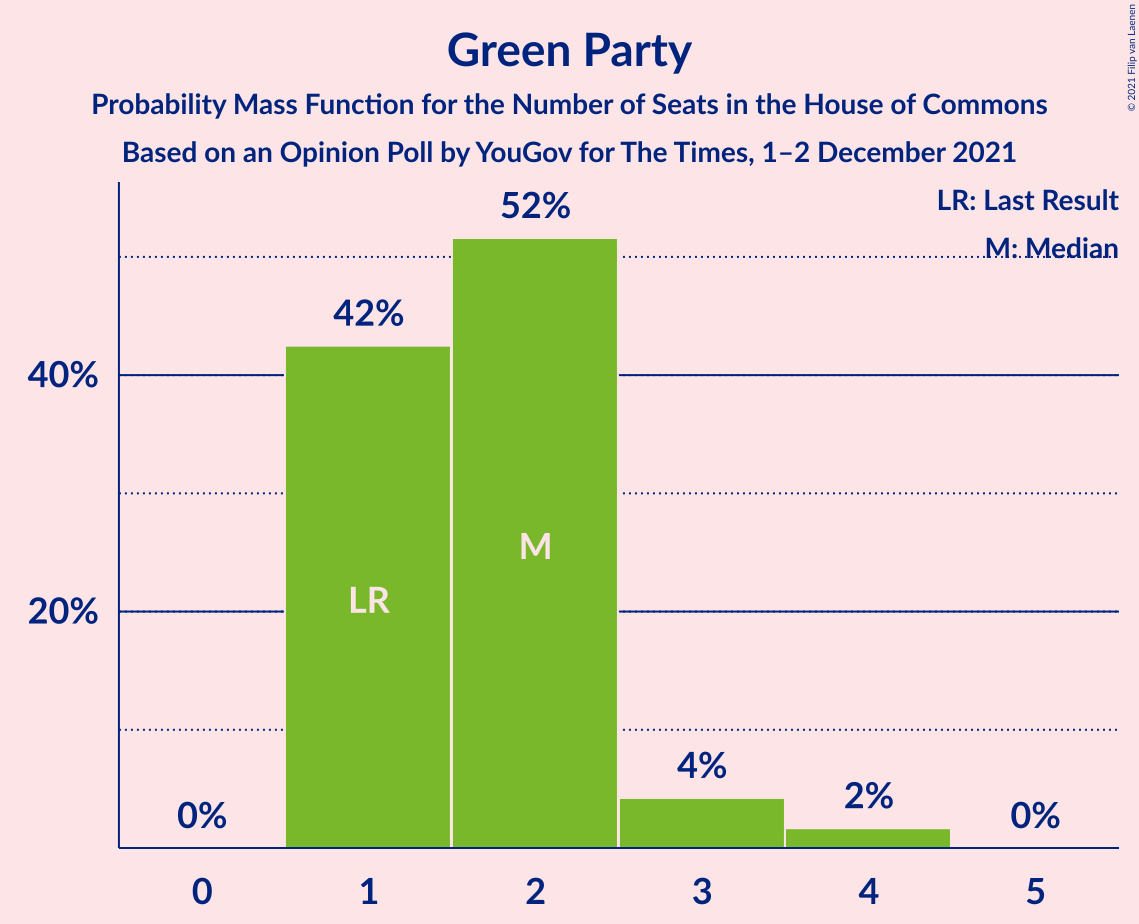 Green Party
Probability Mass Function for the Number of Seats in the House of Commons
Based on an Opinion Poll by YouGov for The Times, 1–2 December 2021
© 2021 Filip van Laenen
LR: Last Result
M: Median
52%
42%
40%
M
LR
20%
4%
2%
0%
0%
0 1 2 3 4 5